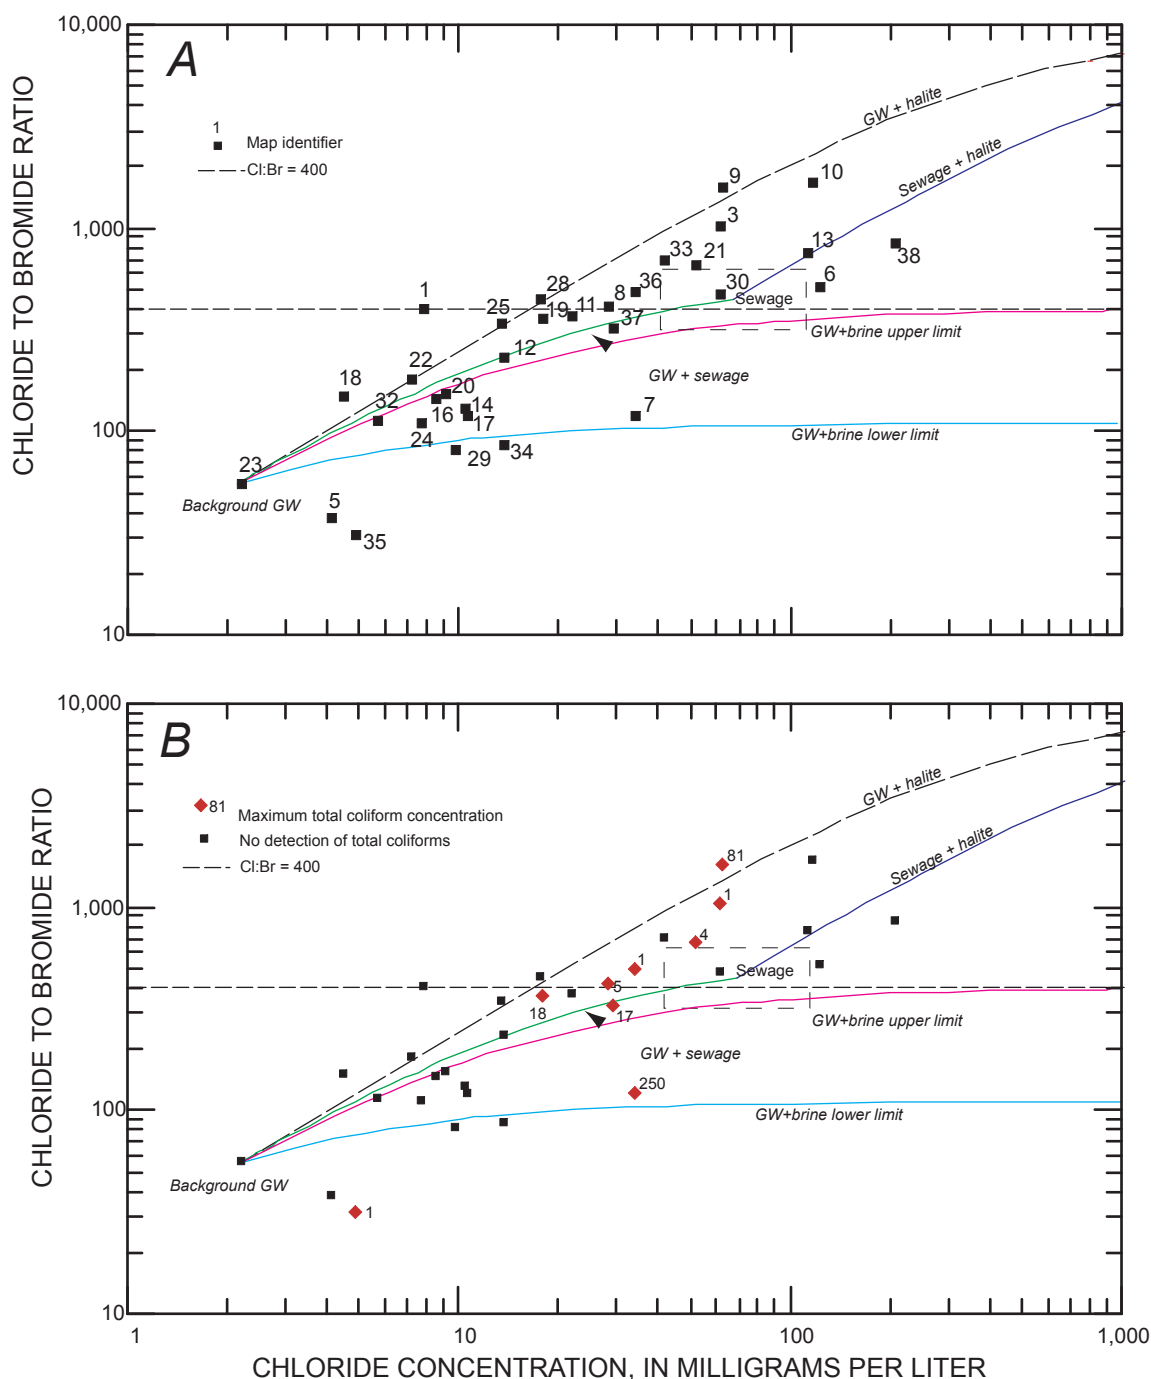 10,000
A
GW + halite
1
Map identifier
Cl:Br = 400
Sewage + halite
9
10
3
1,000
33
21
13
38
36
30
6
28
8
Sewage
1
25
19
11
37
GW+brine upper limit
12
22
GW + sewage
18
20
32
14
7
16
17
100
24
GW+brine lower limit
29
34
23
Background GW
5
35
10
CHLORIDE TO BROMIDE RATIO
10,000
B
GW + halite
81
Maximum total coliform concentration
No detection of total coliforms
Cl:Br = 400
Sewage + halite
81
1
1,000
4
1
Sewage
5
18
17
GW+brine upper limit
GW + sewage
250
100
GW+brine lower limit
Background GW
1
10
CHLORIDE TO BROMIDE RATIO
1
10
100
1,000
CHLORIDE CONCENTRATION, IN MILLIGRAMS PER LITER